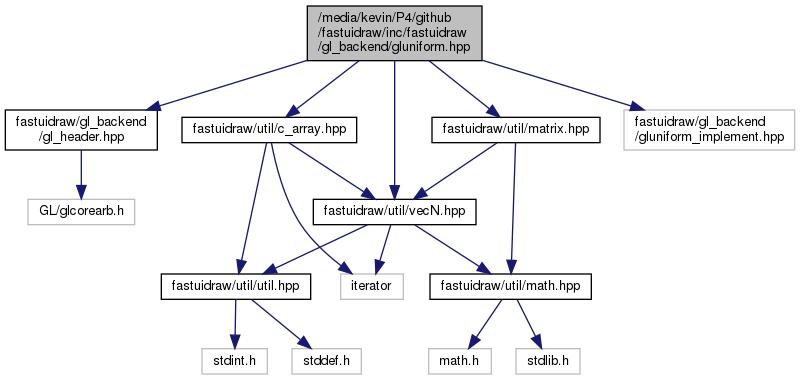 /media/kevin/P4/github
/fastuidraw/inc/fastuidraw
/gl_backend/gluniform.hpp
fastuidraw/gl_backend
/gl_header.hpp
fastuidraw/util/c_array.hpp
fastuidraw/util/matrix.hpp
fastuidraw/gl_backend
/gluniform_implement.hpp
GL/glcorearb.h
fastuidraw/util/vecN.hpp
fastuidraw/util/util.hpp
iterator
fastuidraw/util/math.hpp
stdint.h
stddef.h
math.h
stdlib.h